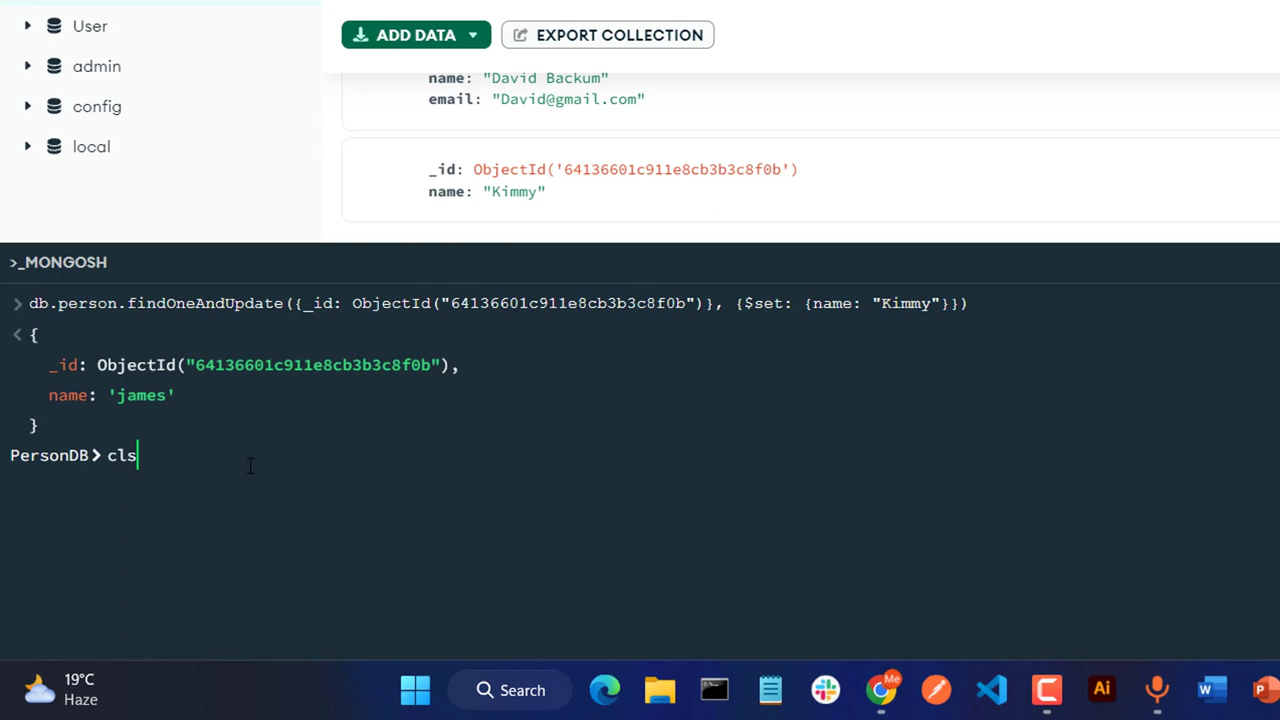 User
ADD DATA
EXPORT COLLECTION
admin
name: "David Backum"
email: "David@gmail.com"
config
local
_id: ObjectId('64136601c911e8cb3b3c8f0b')
name: "Kimmy"
>_MONGOSH
> db.person.findOneAndUpdate({_id: ObjectId("64136601c911e8cb3b3c8f0b")}, {$set: {name: "Kimmy"}})
< {
_id: ObjectId("64136601c911e8cb3b3c8f0b"),
name: 'james'
}
PersonDB> cls
19°C
Haze
Search
Me
Ai
W
P